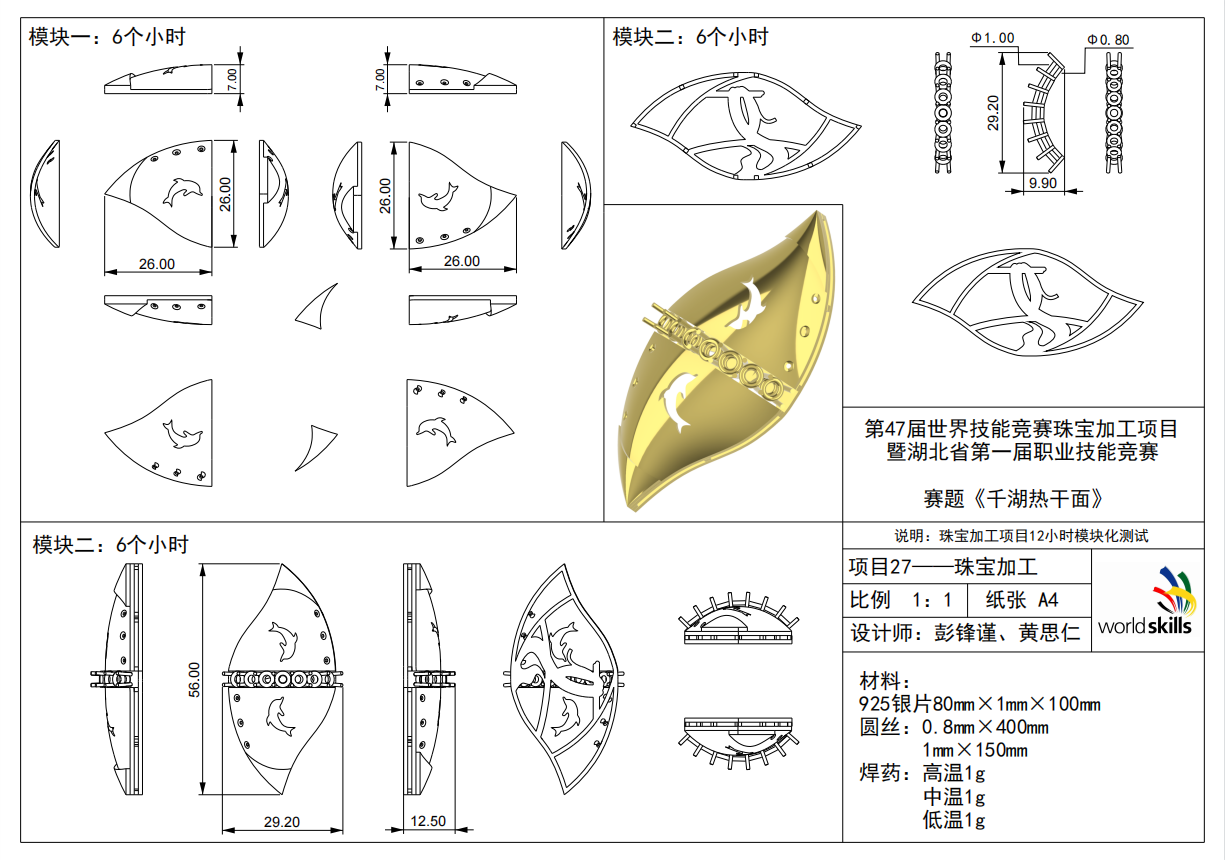 模块一：6个小时
7.00
7.00
26.00
26.00
26.00
26.00
模块二：6个小时
Φ1.00
Φ0.80
29.20
9.90
第47届世界技能竞赛珠宝加工项目
暨湖北省第一届职业技能竞赛
赛题《千湖热干面》
说明：珠宝加工项目12小时模块化测试
项目27——珠宝加工
比例 1：1 纸张 A4
设计师：彭锋谨、黄思仁
worldskills
材料：
925银片80mm×1mm×100mm
圆丝：0.8mm×400mm
1mm×150mm
焊药：高温1g
中温1g
低温1g
模块二：6个小时
56.00
29.20
12.50